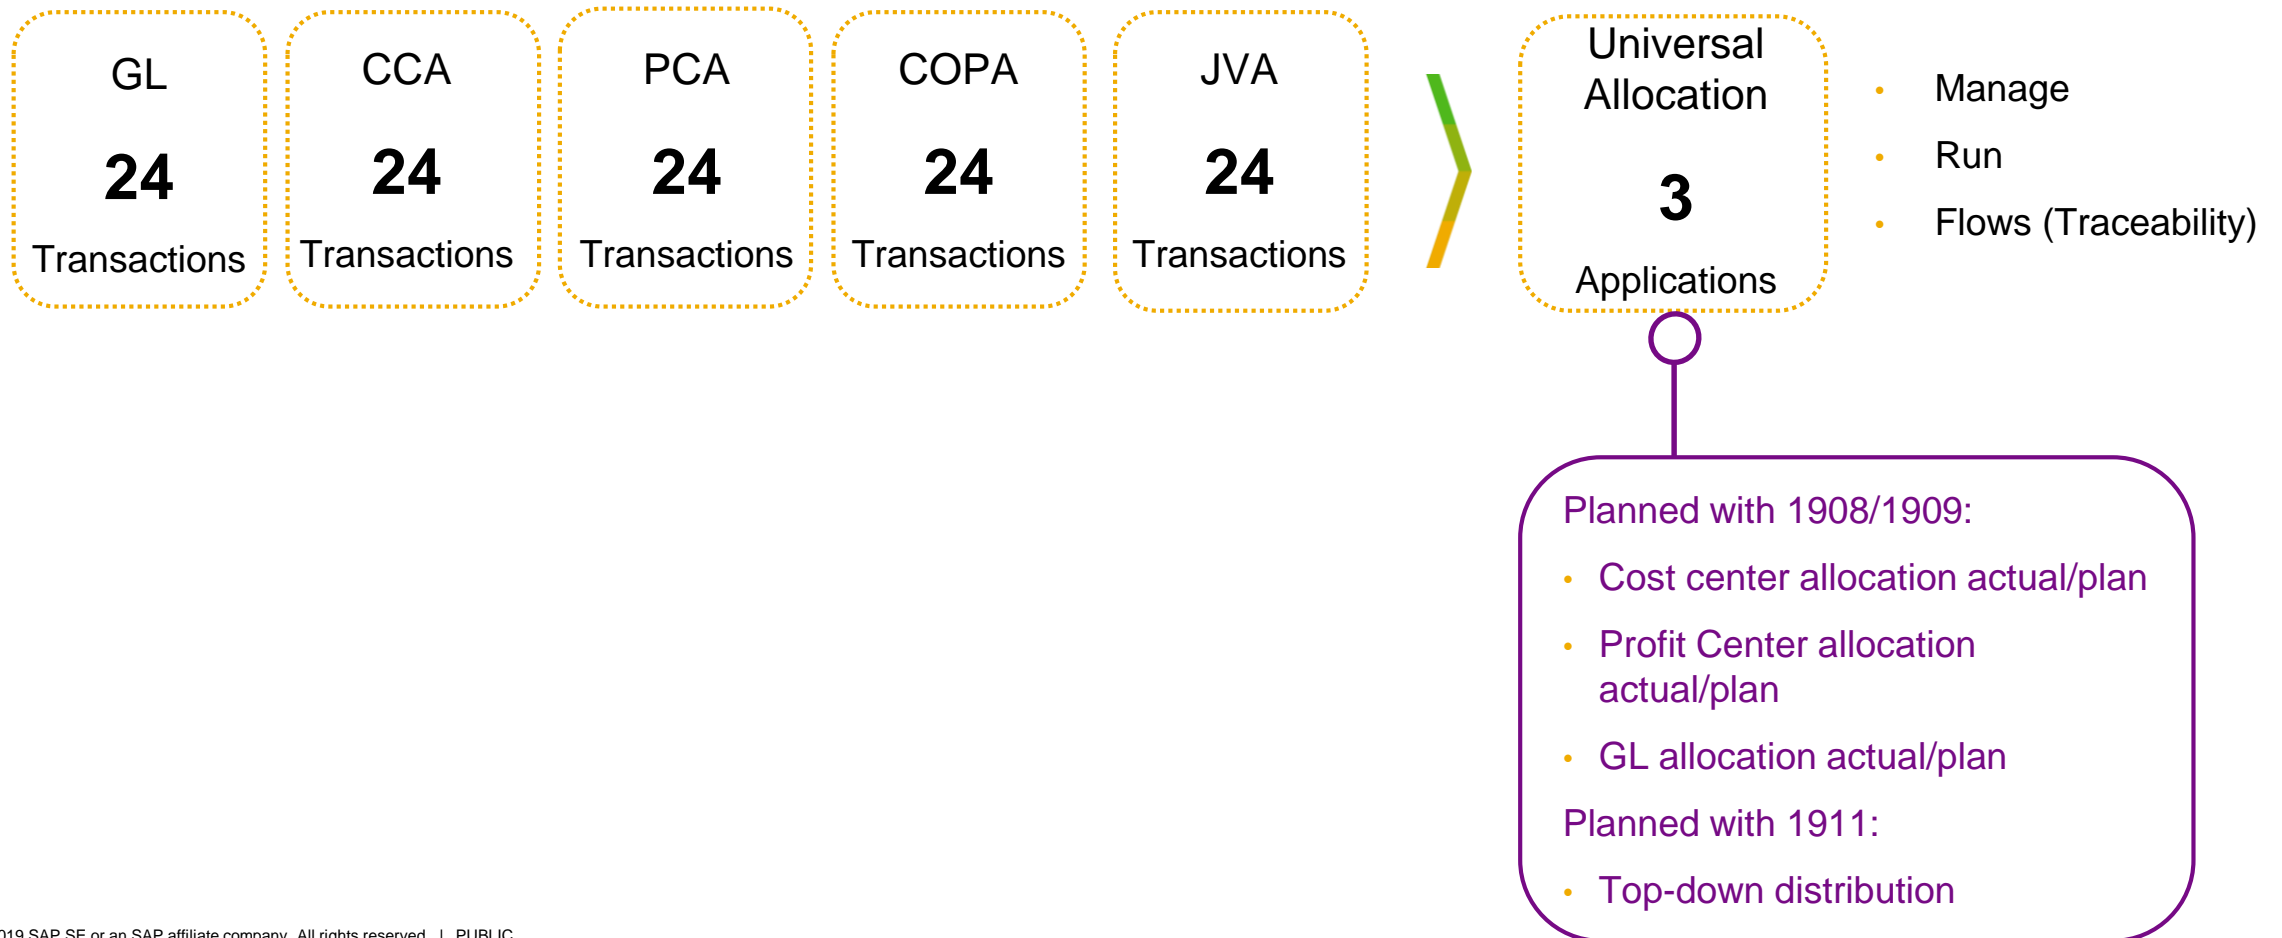 GL
24
Transactions
CCA
24
Transactions
PCA
24
Transactions
COPA
24
Transactions
JVA
24
Transactions
Universal
Allocation
3
Applications
• Manage
• Run
• Flows (Traceability)
Planned with 1908/1909:
• Cost center allocation actual/plan
• Profit Center allocation
actual/plan
• GL allocation actual/plan
Planned with 1911:
• Top-down distribution
019 SAP SE or an SAP affiliate company. All rights reserved. | PUBLIC